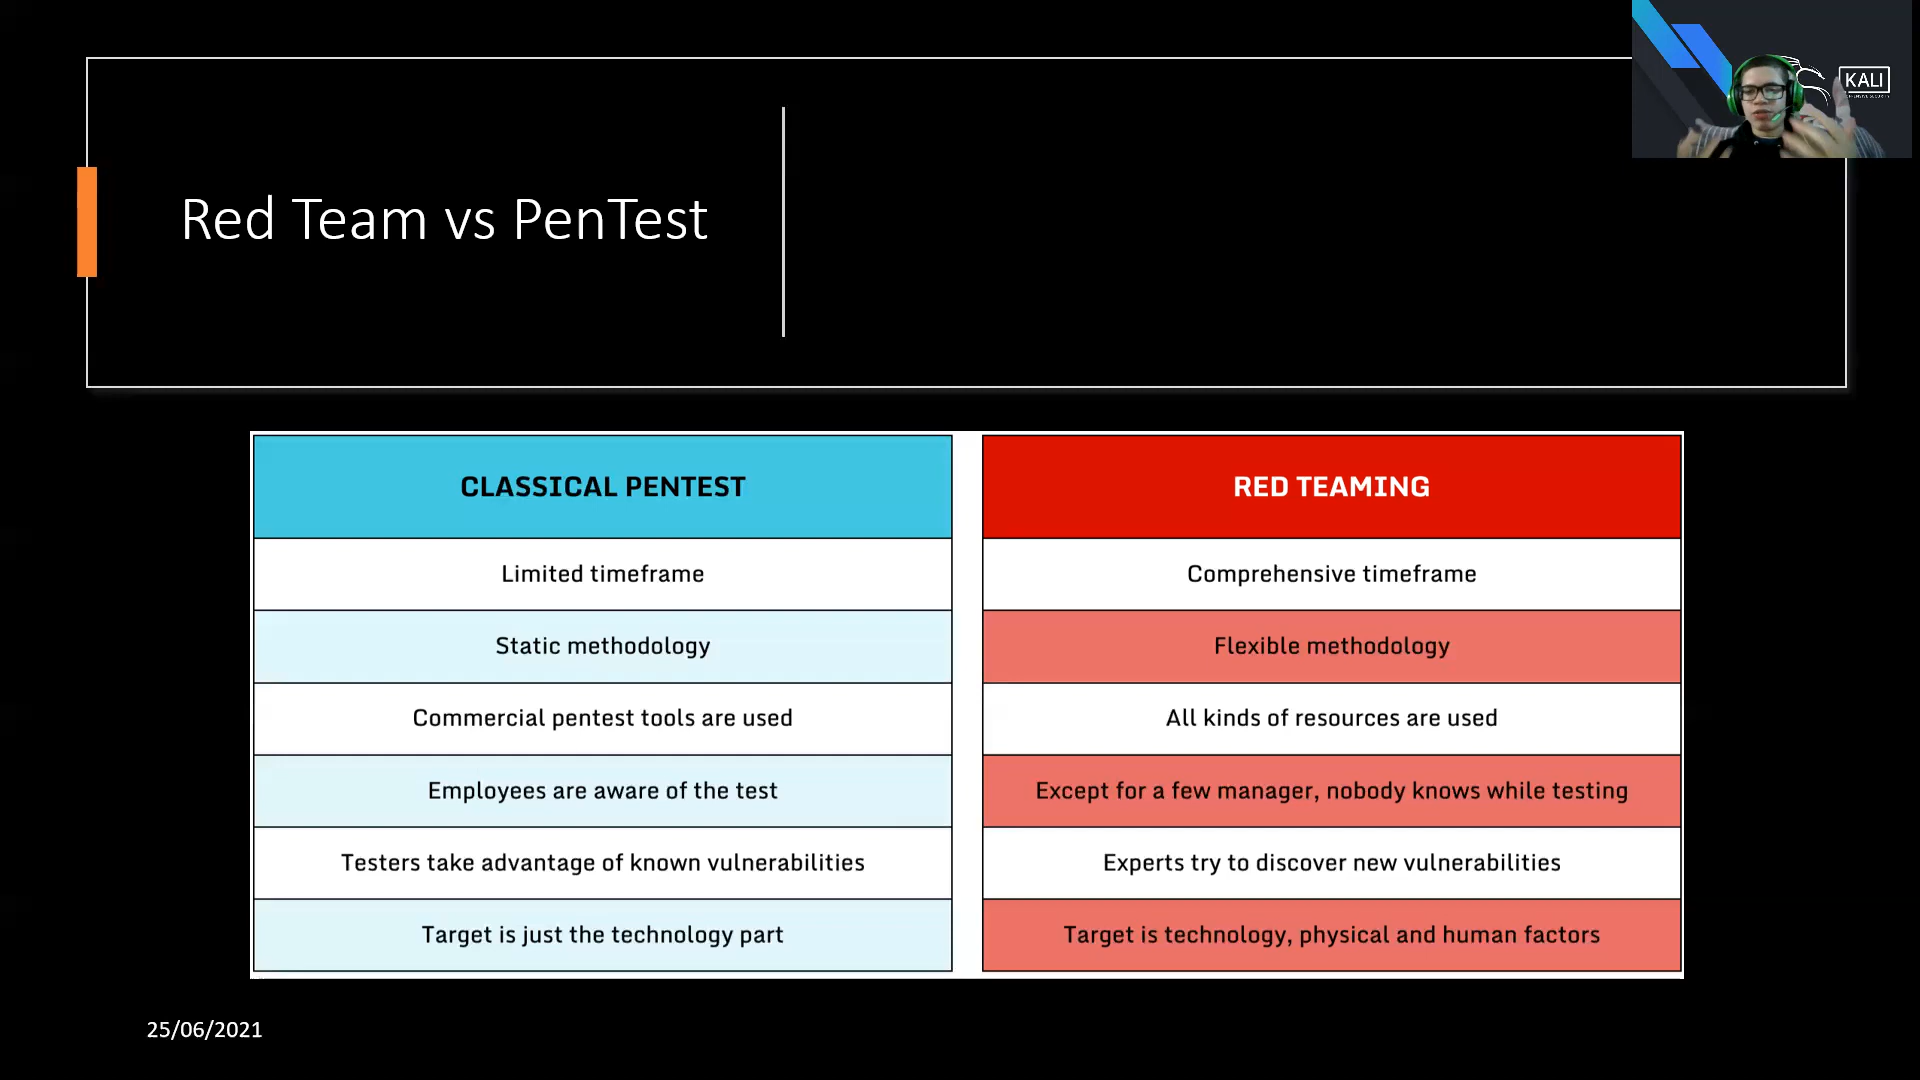 KALI
Red Team vs PenTest
CLASSICAL PENTEST
RED TEAMING
Limited timeframe
Comprehensive timeframe
Static methodology
Flexible methodology
Commercial pentest tools are used
All kinds of resources are used
Employees are aware of the test
Except for a few manager, nobody knows while testing
Testers take advantage of known vulnerabilities
Experts try to discover new vulnerabilities
Target is just the technology part
Target is technology, physical and human factors
25/06/2021